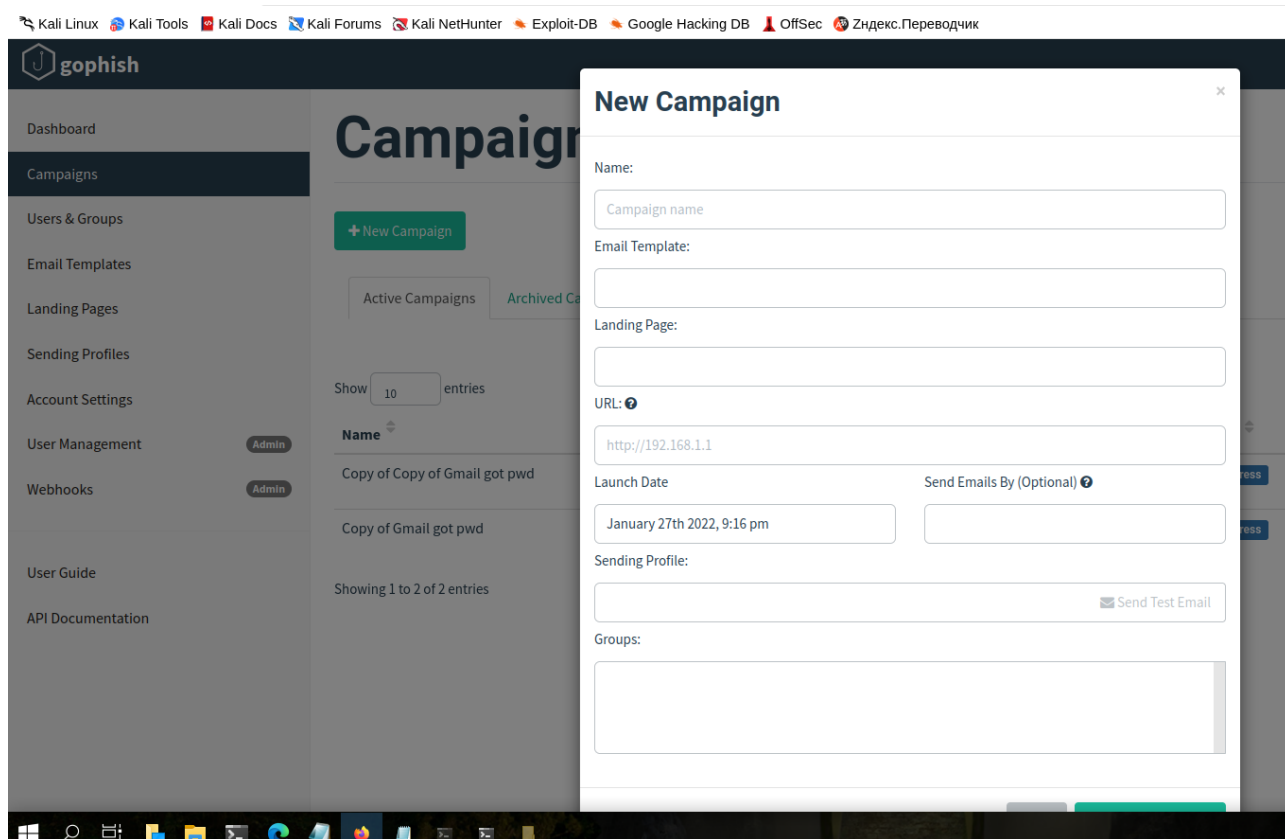 Kali Linux Kali Tools Kali Docs Kali Forums Kali NetHunter Exploit-DB Google Hacking DB OffSec Zндекс.Переводчик
gophish
Dashboard
Campaigns
Users & Groups
Email Templates
Landing Pages
Sending Profiles
Account Settings
User Management Admin
Webhooks Admin
User Guide
API Documentation
Campaign
New Campaign
Active Campaigns Archived Ca
Show 10 entries
Name
Copy of Copy of Gmail got pwd ress
Copy of Gmail got pwd ress
Showing 1 to 2 of 2 entries
New Campaign ×
Name:
Campaign name
Email Template:
Landing Page:
URL:
http://192.168.1.1
Launch Date Send Emails By (Optional)
January 27th 2022, 9:16 pm
Sending Profile:
Send Test Email
Groups: